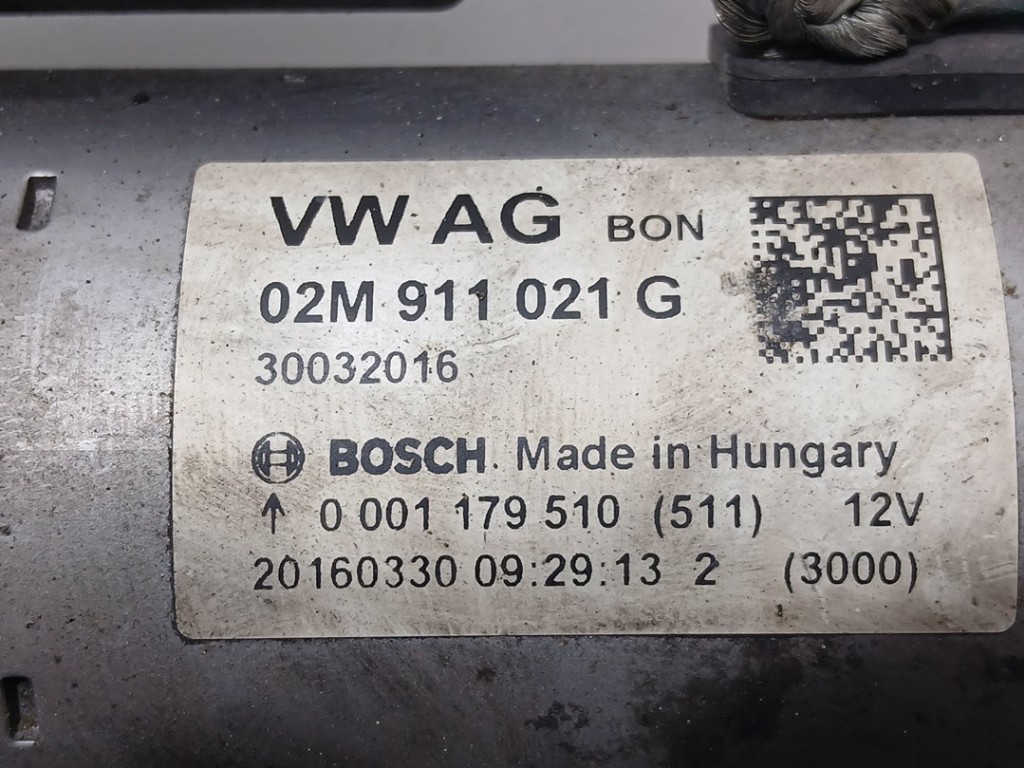 VW AG BON
02M 911 021 G
30032016
BOSCH Made in Hungary
↑ 0 001 179 510 (511) 12V
20160330 09:29:13 2 (3000)